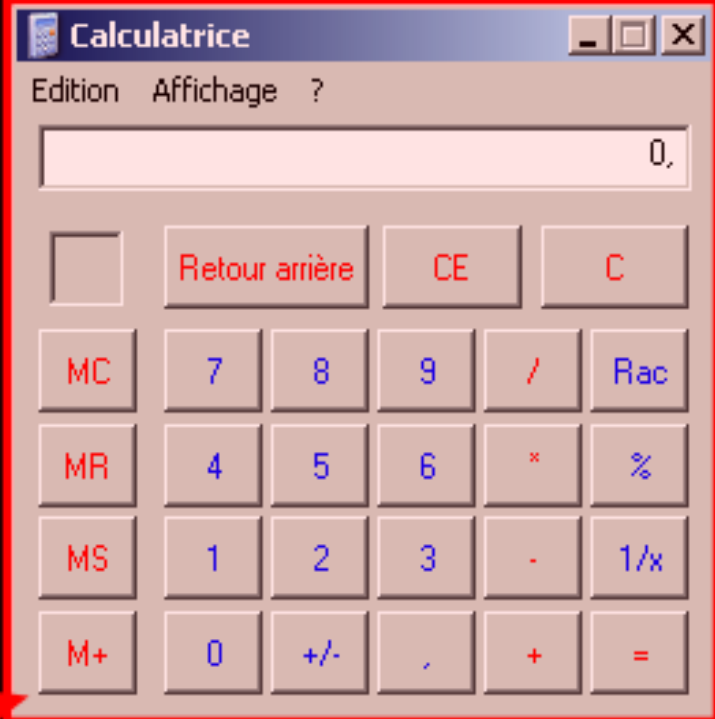 Calculatrice
Edition Affichage ?
0,
Retour arrière CE C
MC 7 8 9 / Rac
MR 4 5 6 * %
MS 1 2 3 - 1/x
M+ 0 +/- , + =